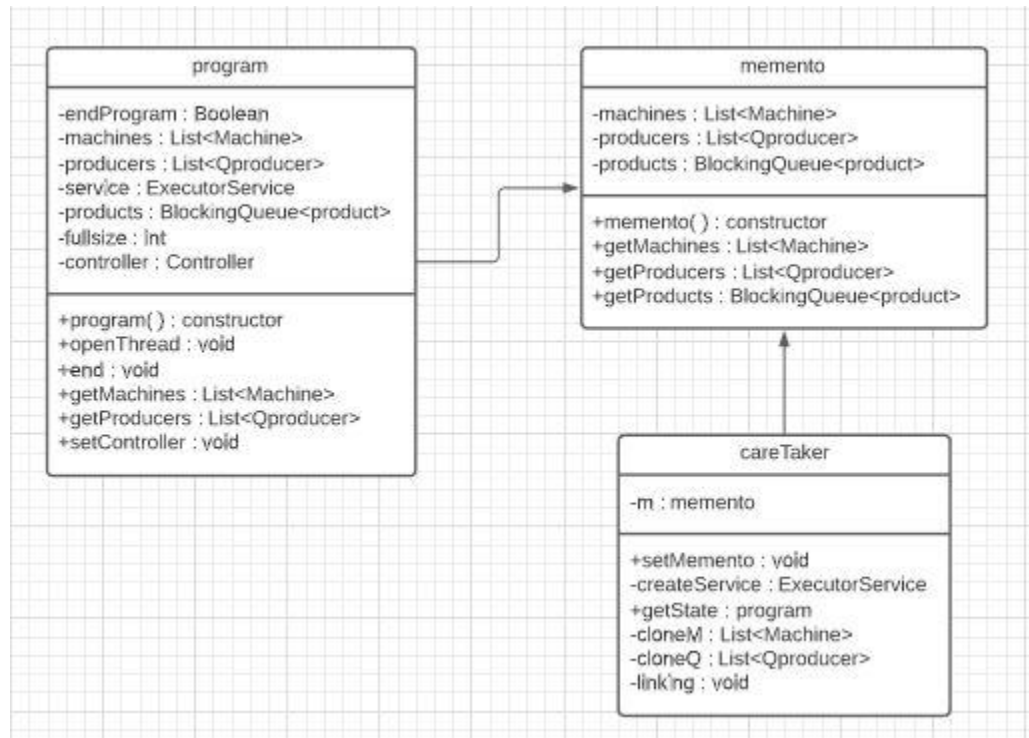 program
-endProgram : Boolean
-machines : List<Machine>
-producers : List<Qproducer>
-service : ExecutorService
-products : BlockingQueue<product>
-fullsize : Int
-controller : Controller
+program( ) : constructor
+openThread : void
+end : void
+getMachines : List<Machine>
+getProducers : List<Qproducer>
+setController : void
memento
-machines : List<Machine>
-producers : List<Qproducer>
-products : BlockingQueue<product>
+memento( ) : constructor
+getMachines : List<Machine>
+getProducers : List<Qproducer>
+getProducts : BlockingQueue<product>
careTaker
-m : memento
+setMemento : void
-createService : ExecutorService
+getState : program
-cloneM : List<Machine>
-cloneQ : List<Qproducer>
-linking : void